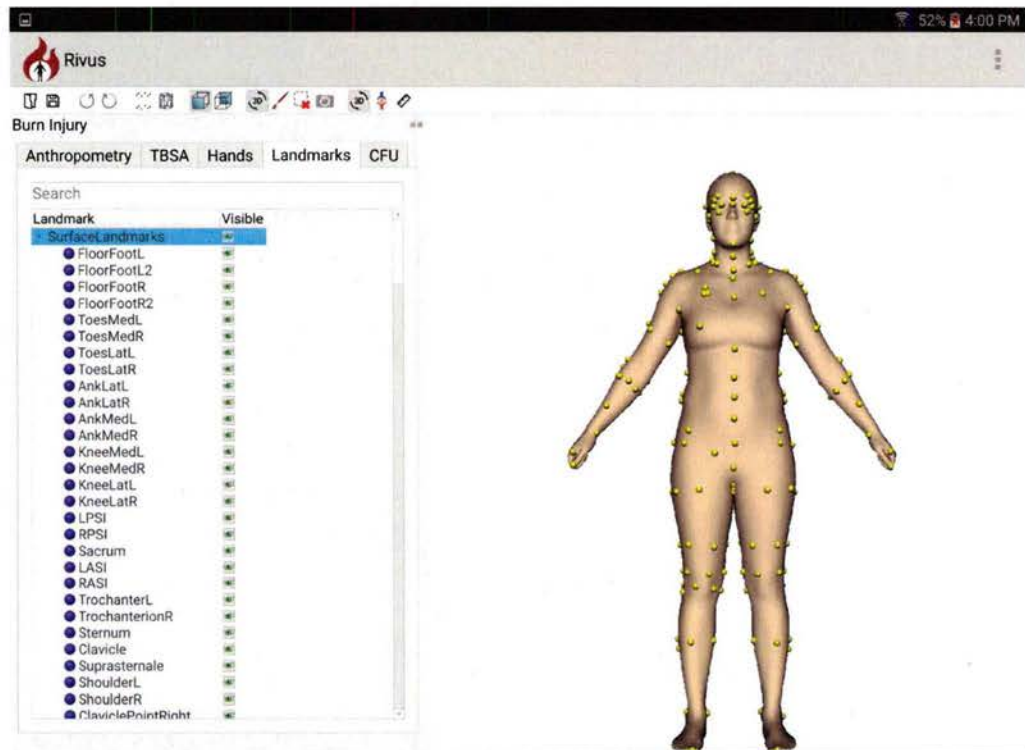 52% 4:00 PM
Rivus
3D 3D
Burn Injury
Anthropometry TBSA Hands Landmarks CFU
Search
Landmark Visible
SurfaceLandmarks
FloorFootL
FloorFootL2
FloorFootR
FloorFootR2
ToesMedL
ToesMedR
ToesLatL
ToesLatR
AnkLatL
AnkLatR
AnkMedL
AnkMedR
KneeMedL
KneeMedR
KneeLatL
KneeLatR
LPSI
RPSI
Sacrum
LASI
RASI
TrochanterL
TrochanterionR
Sternum
Clavicle
Suprasternale
ShoulderL
ShoulderR
ClaviclePointRight